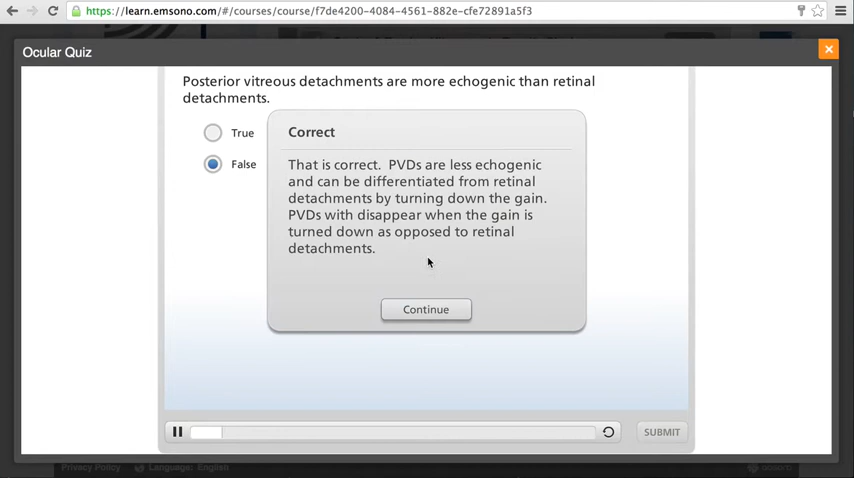 https://learn.emsono.com/#/courses/course/f7de4200-4084-4561-882e-cfe72891a5f3
Ocular Quiz
Posterior vitreous detachments are more echogenic than retinal
detachments.
True
False
Correct
That is correct. PVDs are less echogenic
and can be differentiated from retinal
detachments by turning down the gain.
PVDs with disappear when the gain is
turned down as opposed to retinal
detachments.
Continue
SUBMIT
Privacy Policy
Language: English